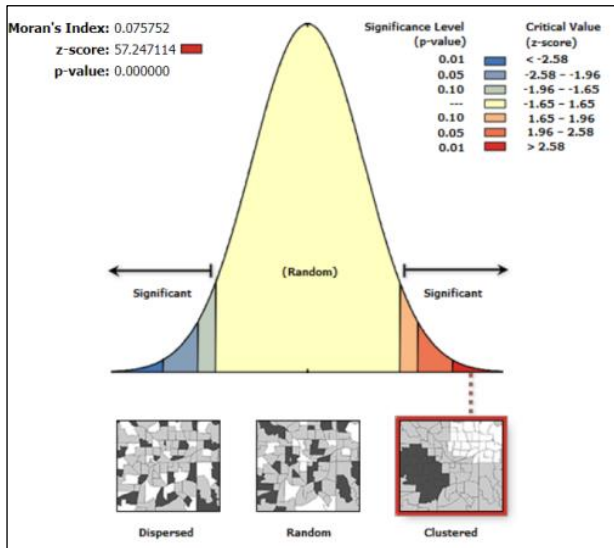 Moran's Index: 0.075752
z-score: 57.247114
p-value: 0.000000
Significance Level (p-value)
Critical Value (z-score)
0.01 < -2.58
0.05 -2.58 – -1.96
0.10 -1.96 – -1.65
--- -1.65 – 1.65
0.10 1.65 – 1.96
0.05 1.96 – 2.58
0.01 > 2.58
Significant
(Random)
Significant
Dispersed
Random
Clustered